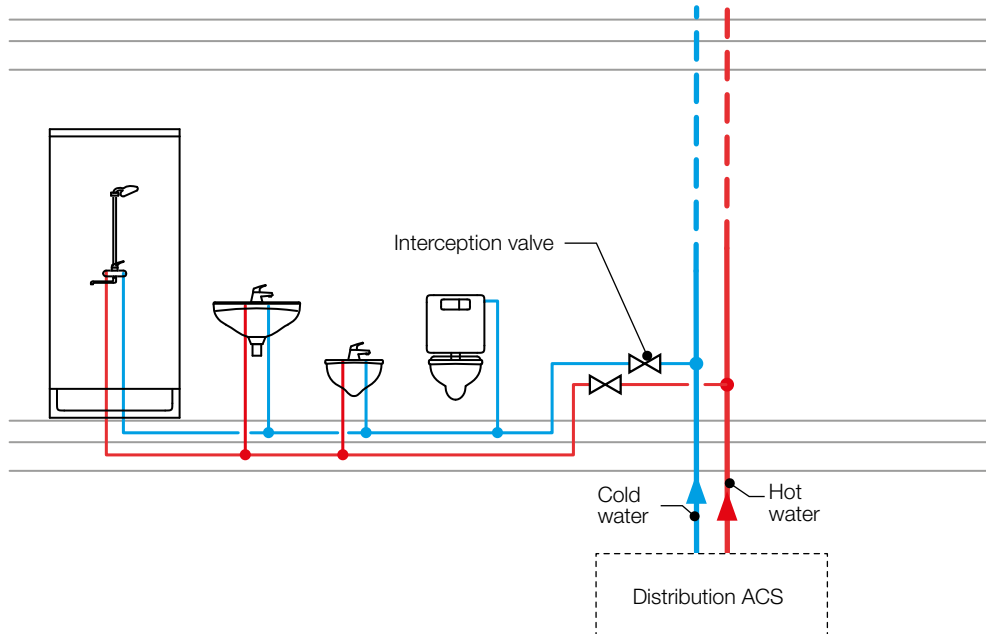 Interception valve
Cold
water
Hot
water
Distribution ACS